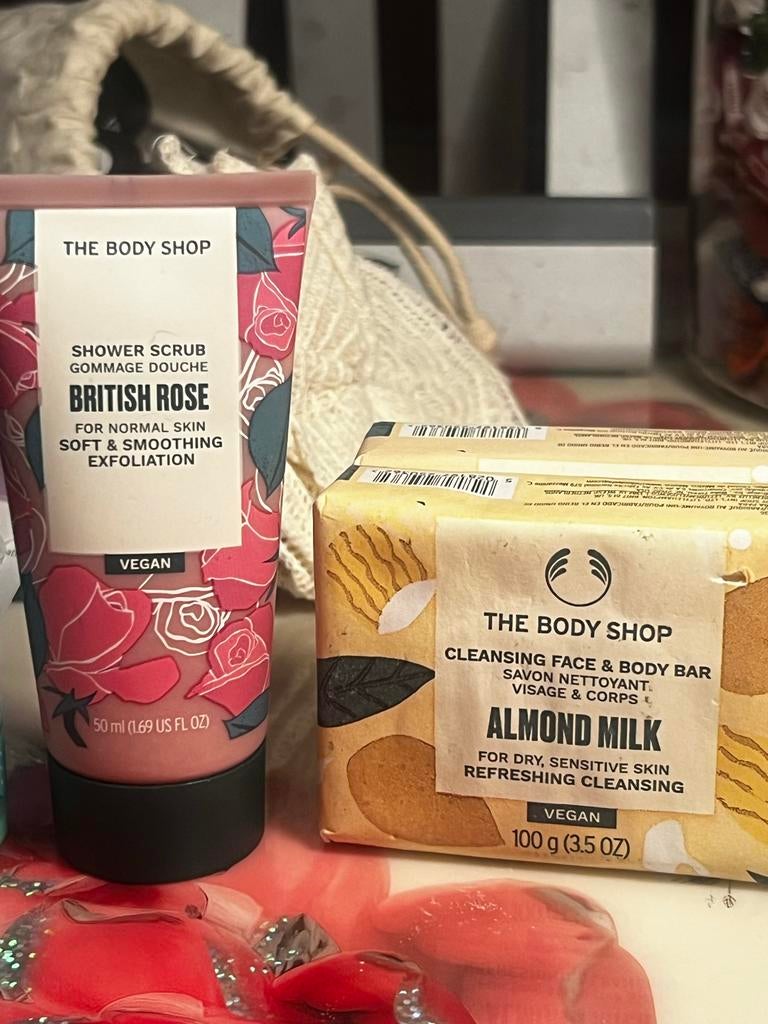 THE BODY SHOP
SHOWER SCRUB
GOMMAGE DOUCHE
BRITISH ROSE
FOR NORMAL SKIN
SOFT & SMOOTHING
EXFOLIATION
VEGAN
50 ml (1.69 US FL OZ)
THE BODY SHOP
CLEANSING FACE & BODY BAR
SAVON NETTOYANT
VISAGE & CORPS
ALMOND MILK
FOR DRY, SENSITIVE SKIN
REFRESHING CLEANSING
VEGAN
100 g (3.5 OZ)